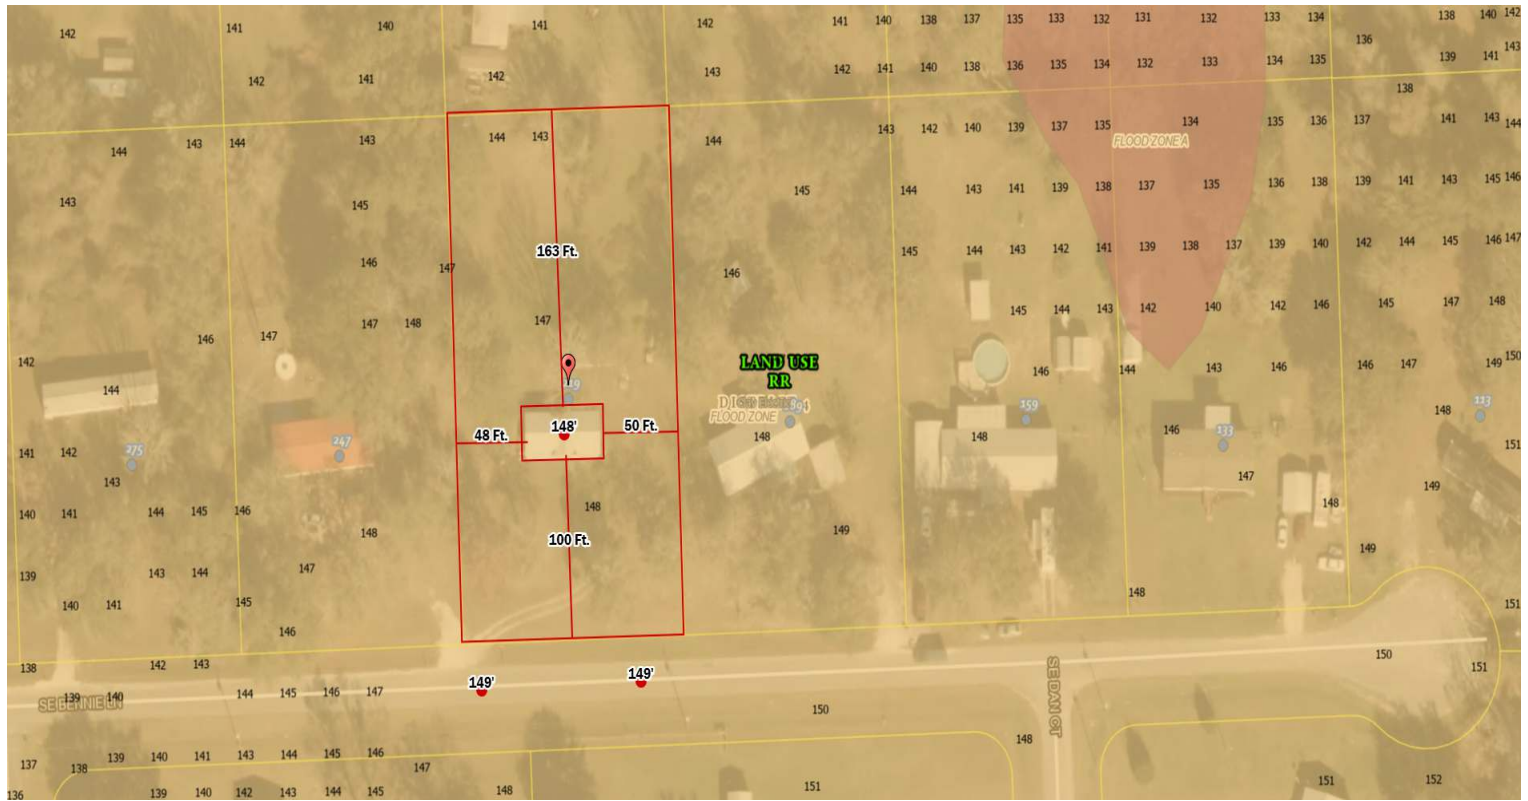 142 141 140 141 142 141 140 138 137 135 133 132 131 132 133 134 138 140 142
136 143
142 141 142 143 142 141 140 138 136 135 134 132 133 134 135 139 141
138
144 143 144 143 144 143 144 143 142 140 139 137 135 134 135 136 137 141 143 144
FLOOD ZONE A
143 145 145 144 143 141 139 138 137 135 136 138 139 141 143 145 146
163 Ft. 145 144 143 142 141 139 138 137 139 140 142 144 145 146 147
146 147 146
145 144 143 142 140 142 146 145 147 148
146 147 147 148 147
142 144 146 144 143 146 147 149 150
LAND USE
RR
FLOOD ZONE
159 133 113
148
48 Ft. 148' 50 Ft. 148 148 146
141 142 275 247 151
143 147 149
140 141 144 145 146 148 148 149 148
100 Ft.
139 143 144 147 149
140 141 145 148 151
146
138 142 143 150 151
149' 149'
139 140 144 145 146 147
SE BENNIE LN
SE DAN CT
150
148
137 138 139 140 141 143 144 145 146 147
136 139 140 142 143 144 145 148 151 151 152